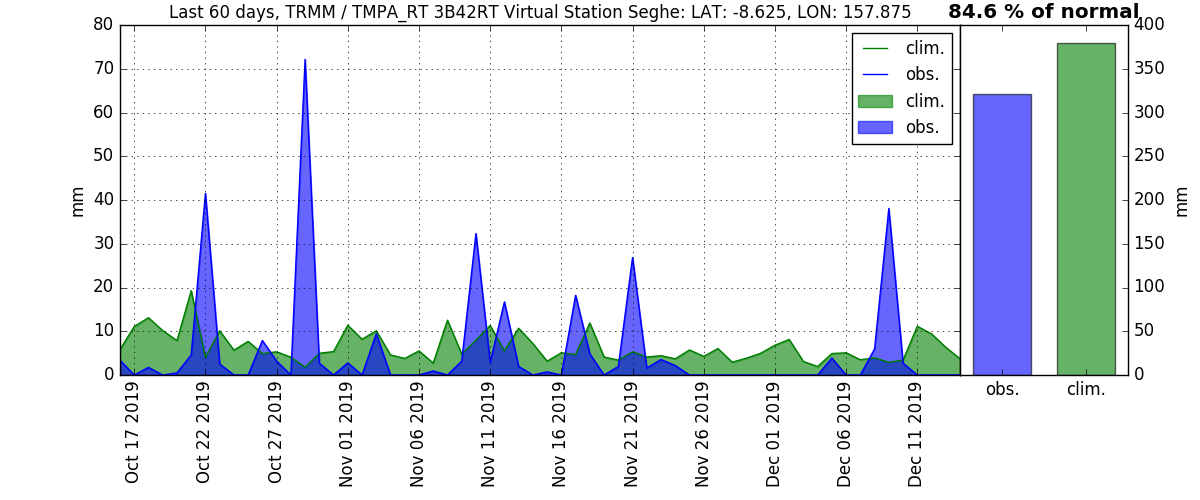 Last 60 days, TRMM / TMPA_RT 3B42RT Virtual Station Seghe: LAT: -8.625, LON: 157.875
84.6 % of normal
80
70
60
50
40
30
20
10
0
mm
clim.
obs.
clim.
obs.
400
350
300
250
200
150
100
50
0
mm
Oct 17 2019
Oct 22 2019
Oct 27 2019
Nov 01 2019
Nov 06 2019
Nov 11 2019
Nov 16 2019
Nov 21 2019
Nov 26 2019
Dec 01 2019
Dec 06 2019
Dec 11 2019
obs.
clim.